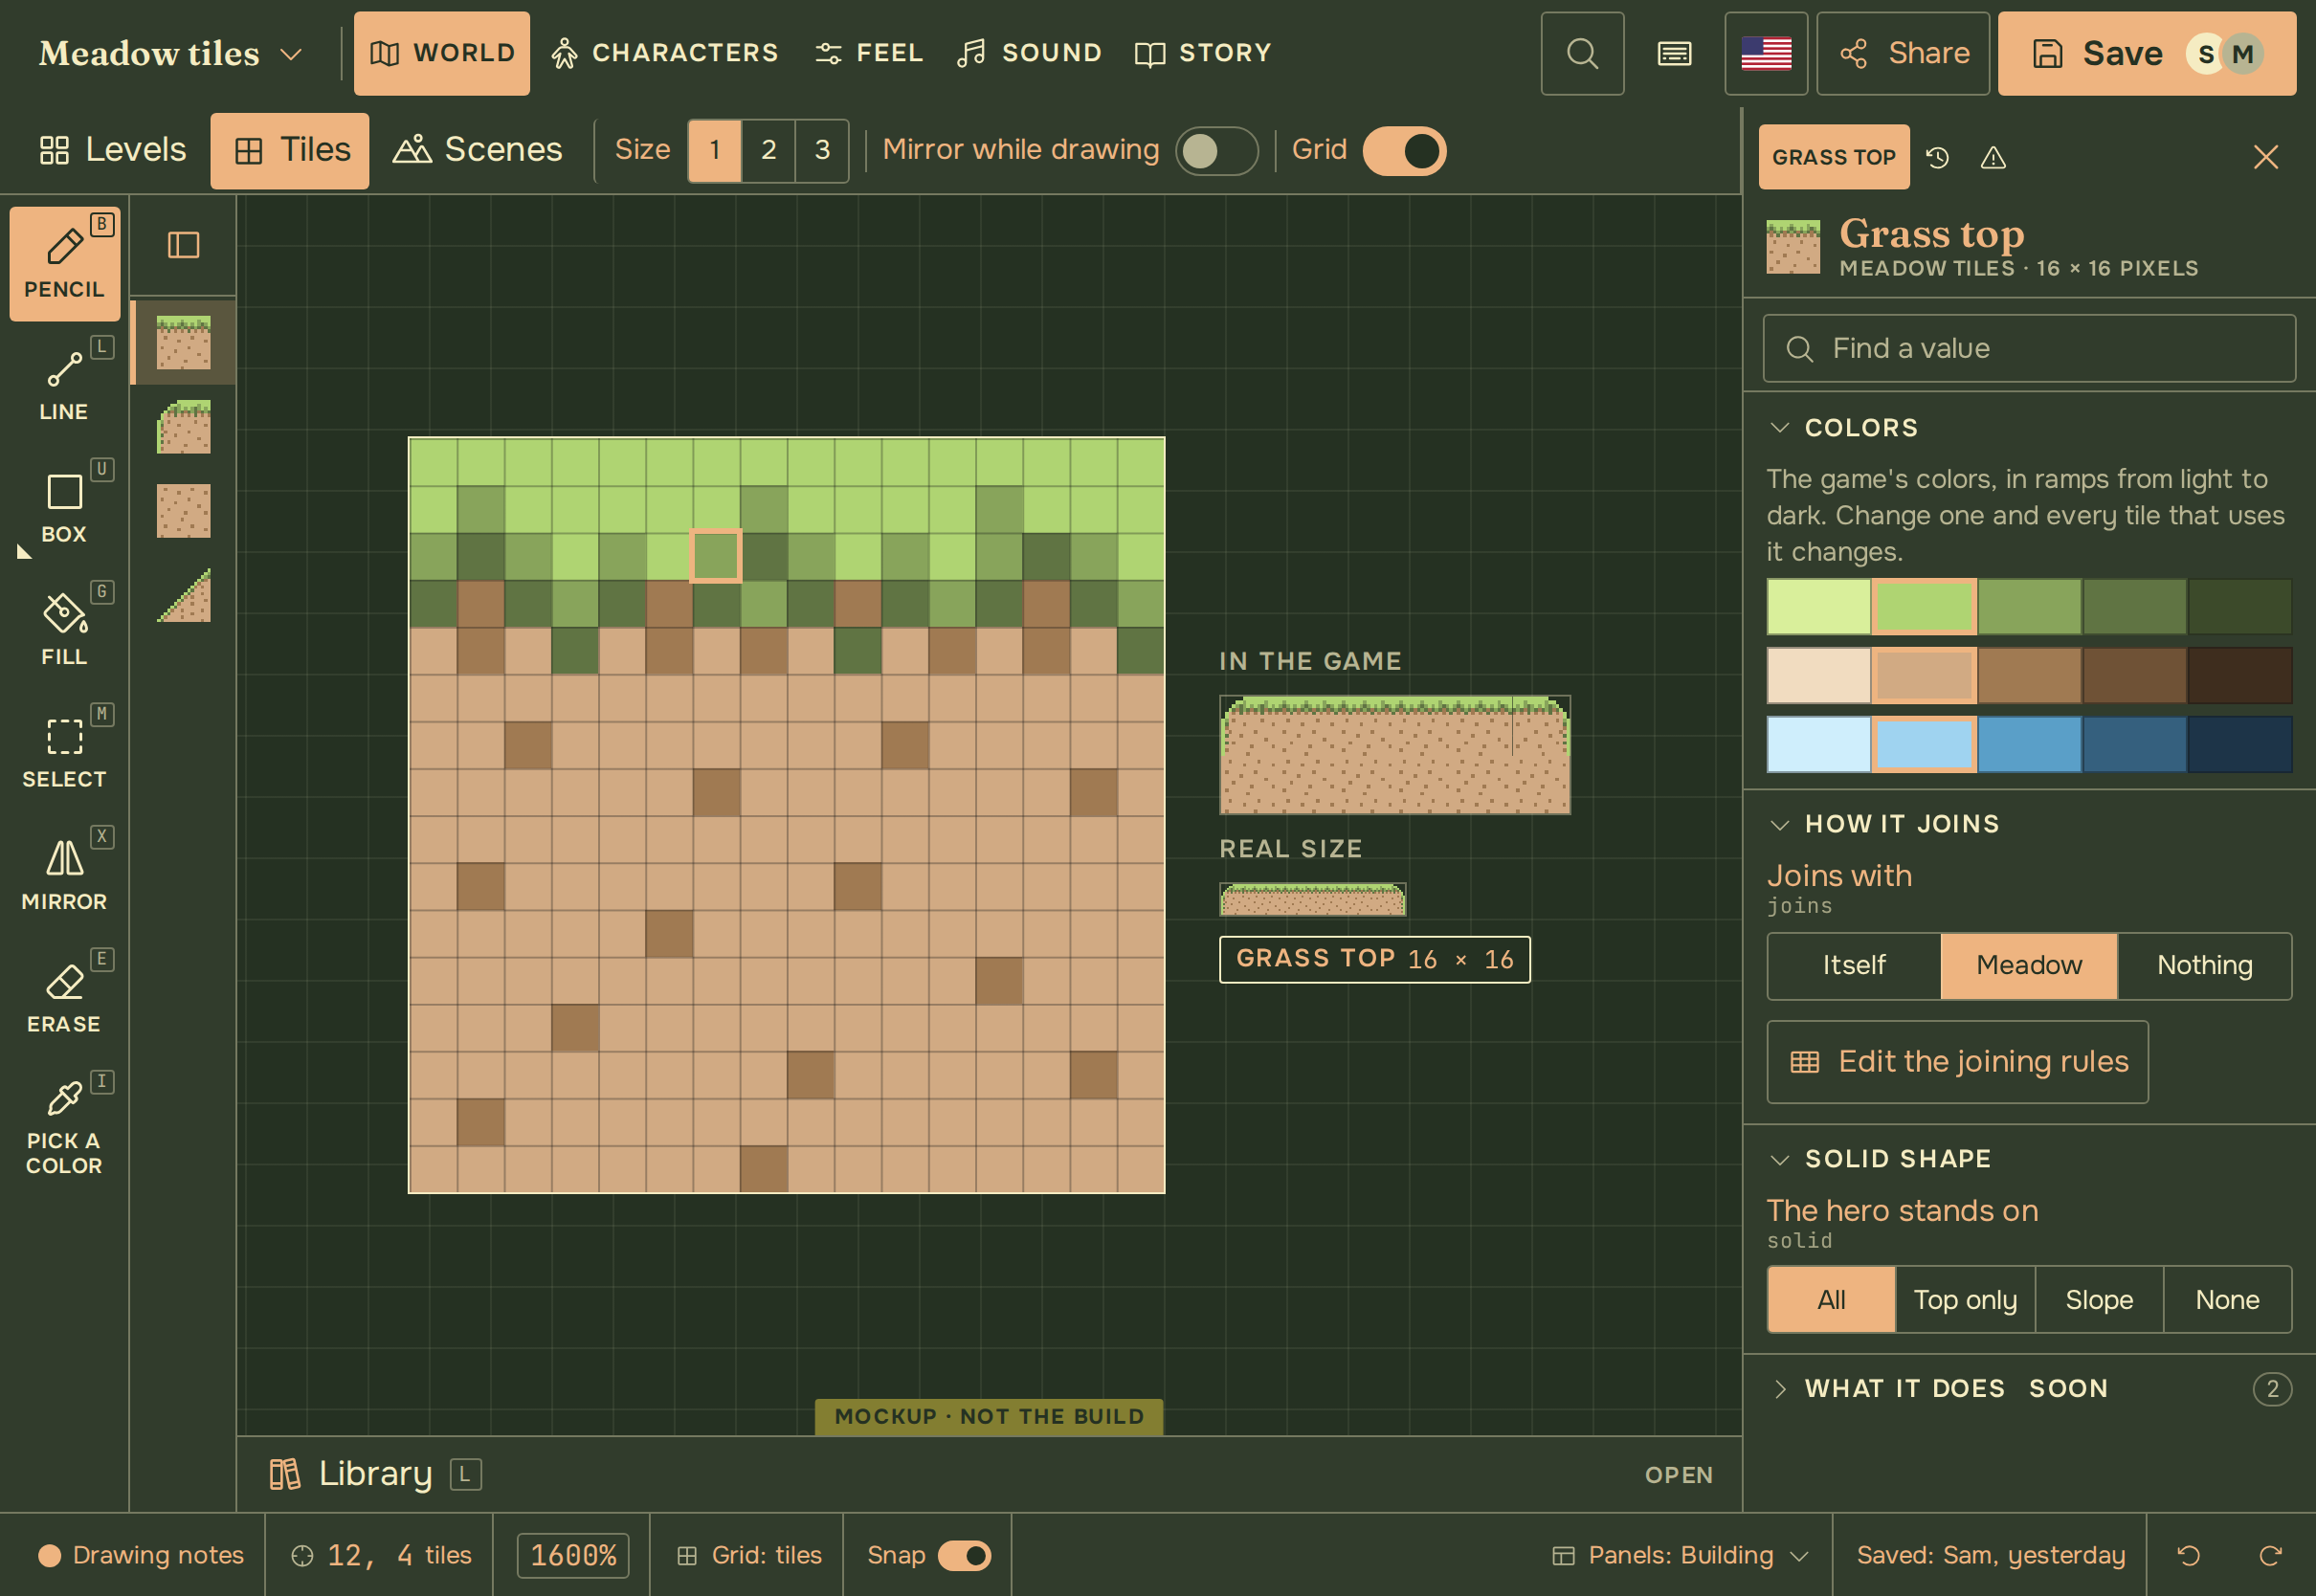 Meadow tiles
WORLD
CHARACTERS
FEEL
SOUND
STORY
Share
Save
S
M
Levels
Tiles
Scenes
Size
1
2
3
Mirror while drawing
Grid
GRASS TOP
B
PENCIL
L
LINE
U
BOX
G
FILL
M
SELECT
X
MIRROR
E
ERASE
I
PICK A
COLOR
IN THE GAME
REAL SIZE
GRASS TOP 16 × 16
MOCKUP · NOT THE BUILD
Library
L
OPEN
Grass top
MEADOW TILES · 16 × 16 PIXELS
Find a value
COLORS
The game's colors, in ramps from light to
dark. Change one and every tile that uses
it changes.
HOW IT JOINS
Joins with
joins
Itself
Meadow
Nothing
Edit the joining rules
SOLID SHAPE
The hero stands on
solid
All
Top only
Slope
None
WHAT IT DOES SOON
2
Drawing notes
12, 4 tiles
1600%
Grid: tiles
Snap
Panels: Building
Saved: Sam, yesterday